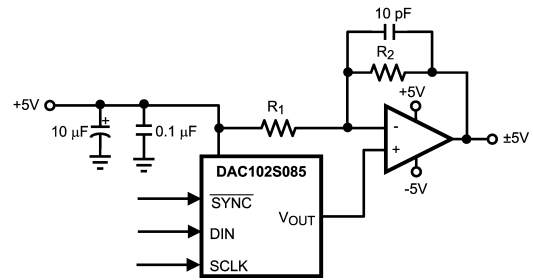 10 pF
R2
+5V
+5V
R1
10 µF
+
0.1 µF
-
+
±5V
-5V
DAC102S085
SYNC
VOUT
DIN
SCLK